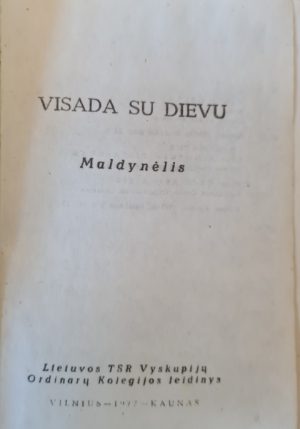 VISADA SU DIEVU
Maldynėlis
Lietuvos TSR Vyskupijų
Ordinarų Kolegijos leidinys
VILNIUS — KAUNAS